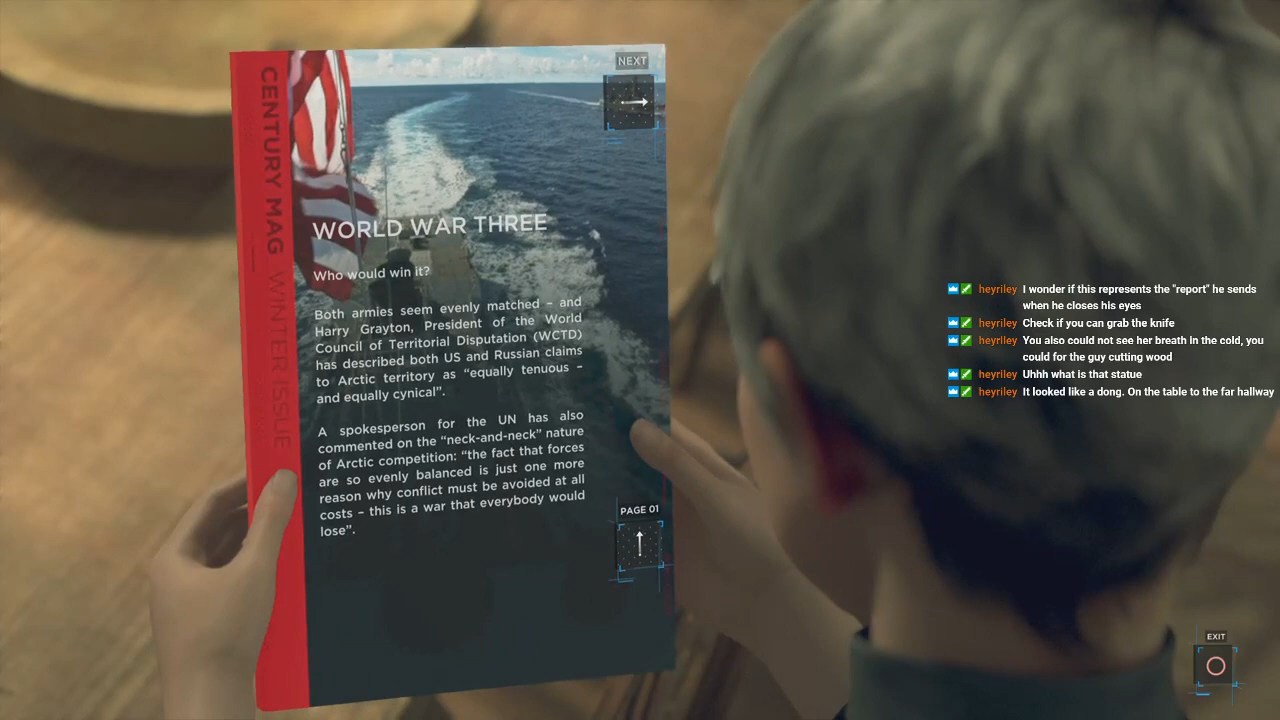 CENTURY MAG WINTER ISSUE
NEXT
WORLD WAR THREE
Who would win it?
Both armies seem evenly matched – and
Harry Grayton, President of the World
Council of Territorial Disputation (WCTD)
has described both US and Russian claims
to Arctic territory as “equally tenuous –
and equally cynical”.
A spokesperson for the UN has also
commented on the “neck-and-neck” nature
of Arctic competition: “the fact that forces
are so evenly balanced is just one more
reason why conflict must be avoided at all
costs – this is a war that everybody would
lose”.
PAGE 01
heyriley I wonder if this represents the "report" he sends
when he closes his eyes
heyriley Check if you can grab the knife
heyriley You also could not see her breath in the cold, you
could for the guy cutting wood
heyriley Uhhh what is that statue
heyriley It looked like a dong. On the table to the far hallway
EXIT